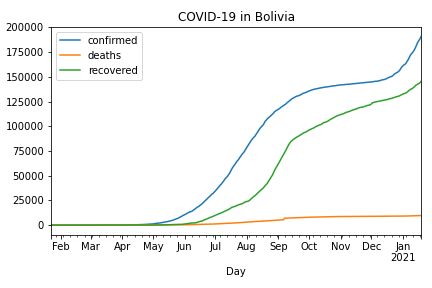 COVID-19 in Bolivia
confirmed
deaths
recovered
200000
175000
150000
125000
100000
75000
50000
25000
0
Feb Mar Apr May Jun Jul Aug Sep Oct Nov Dec Jan
2021
Day